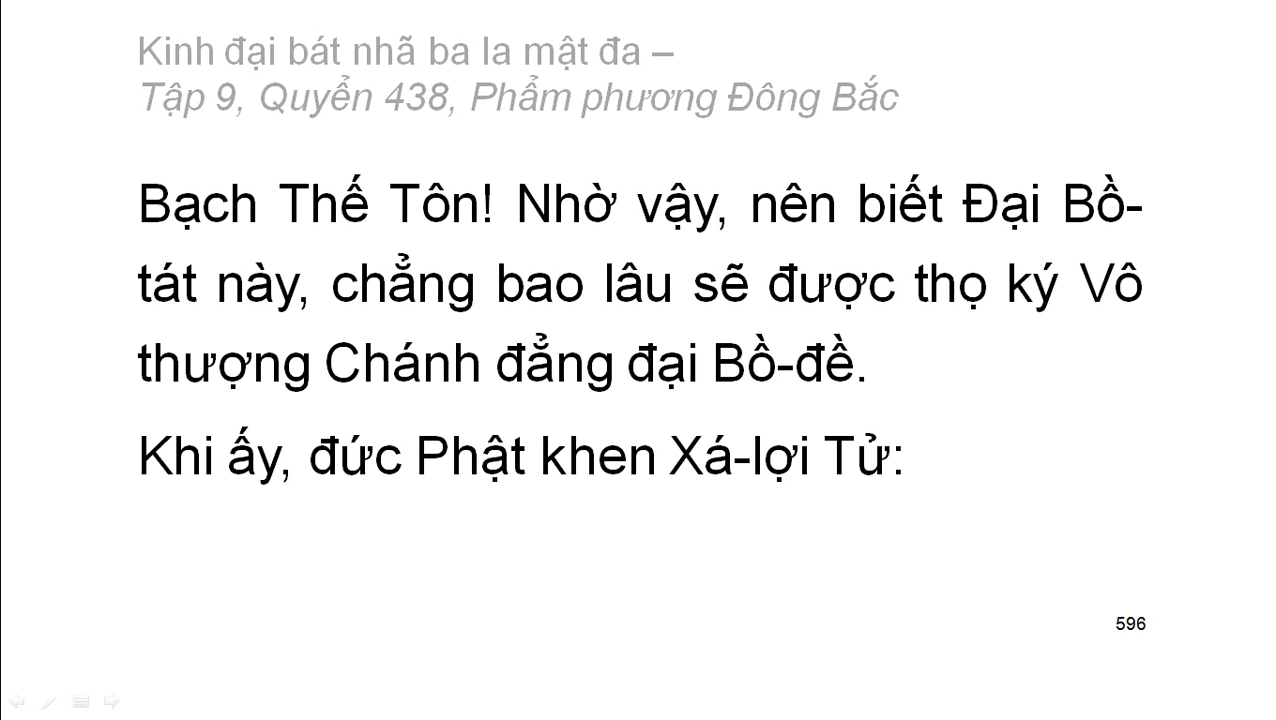 Kinh đại bát nhã ba la mật đa –
Tập 9, Quyển 438, Phẩm phương Đông Bắc
Bạch Thế Tôn! Nhờ vậy, nên biết Đại Bồ-
tát này, chẳng bao lâu sẽ được thọ ký Vô
thượng Chánh đẳng đại Bồ-đề.
Khi ấy, đức Phật khen Xá-lợi Tử:
596